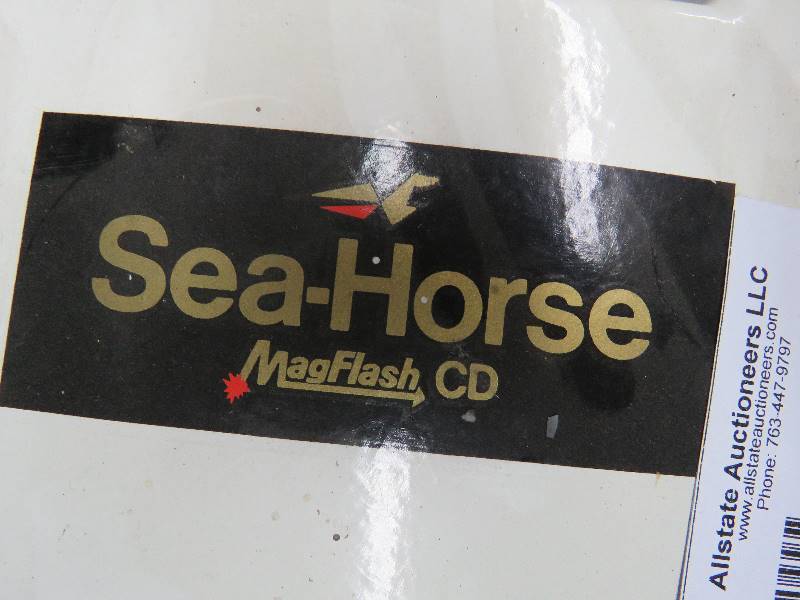 Sea-Horse
MagFlash CD
Allstate Auctioneers LLC
www.allstateauctioneers.com
Phone: 763-447-9797